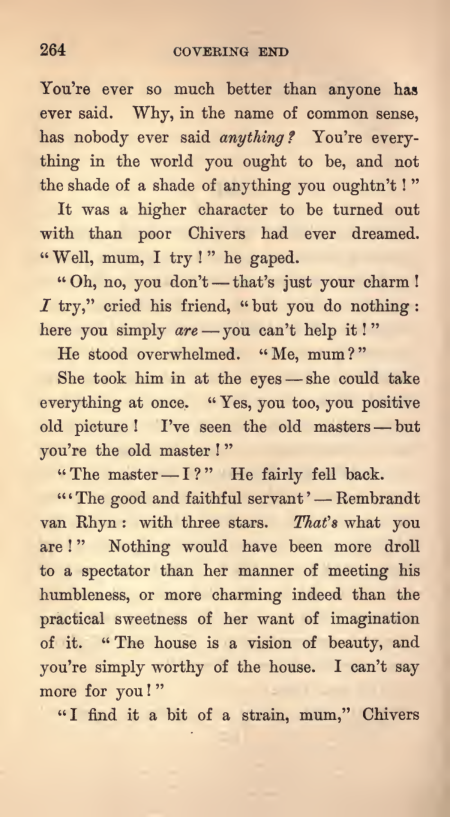 264 COVERING END
You're ever so much better than anyone has
ever said. Why, in the name of common sense,
has nobody ever said anything? You're every-
thing in the world you ought to be, and not
the shade of a shade of anything you oughtn't!"
It was a higher character to be turned out
with than poor Chivers had ever dreamed.
"Well, mum, I try!" he gaped.
"Oh, no, you don't—that's just your charm!
I try," cried his friend, "but you do nothing:
here you simply are—you can't help it!"
He stood overwhelmed. "Me, mum?"
She took him in at the eyes—she could take
everything at once. "Yes, you too, you positive
old picture! I've seen the old masters—but
you're the old master!"
"The master—I?" He fairly fell back.
"'The good and faithful servant'—Rembrandt
van Rhyn: with three stars. That's what you
are!" Nothing would have been more droll
to a spectator than her manner of meeting his
humbleness, or more charming indeed than the
practical sweetness of her want of imagination
of it. "The house is a vision of beauty, and
you're simply worthy of the house. I can't say
more for you!"
"I find it a bit of a strain, mum," Chivers